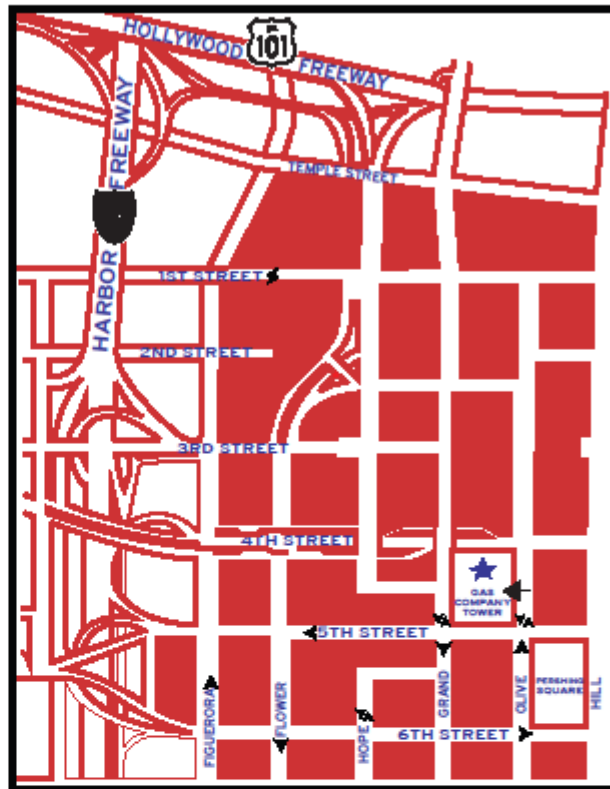 HOLLYWOOD
FREEWAY
101
HARBOR
FREEWAY
TEMPLE STREET
1ST STREET
2ND STREET
3RD STREET
4TH STREET
GAS
COMPANY
TOWER
5TH STREET
PERSHING
SQUARE
FIGUERORA
FLOWER
HOPE
GRAND
OLIVE
HILL
6TH STREET